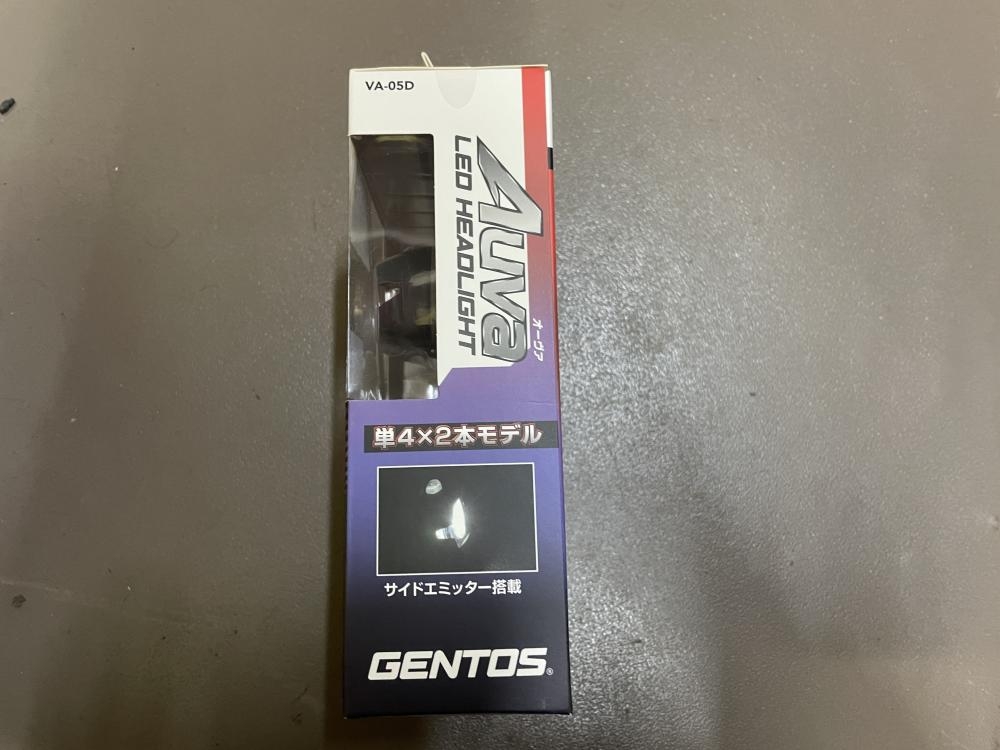 VA-05D
Auva
オーヴァ
LED HEADLIGHT
単4×2本モデル
サイドエミッター搭載
GENTOS®